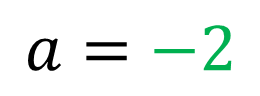 a = −2